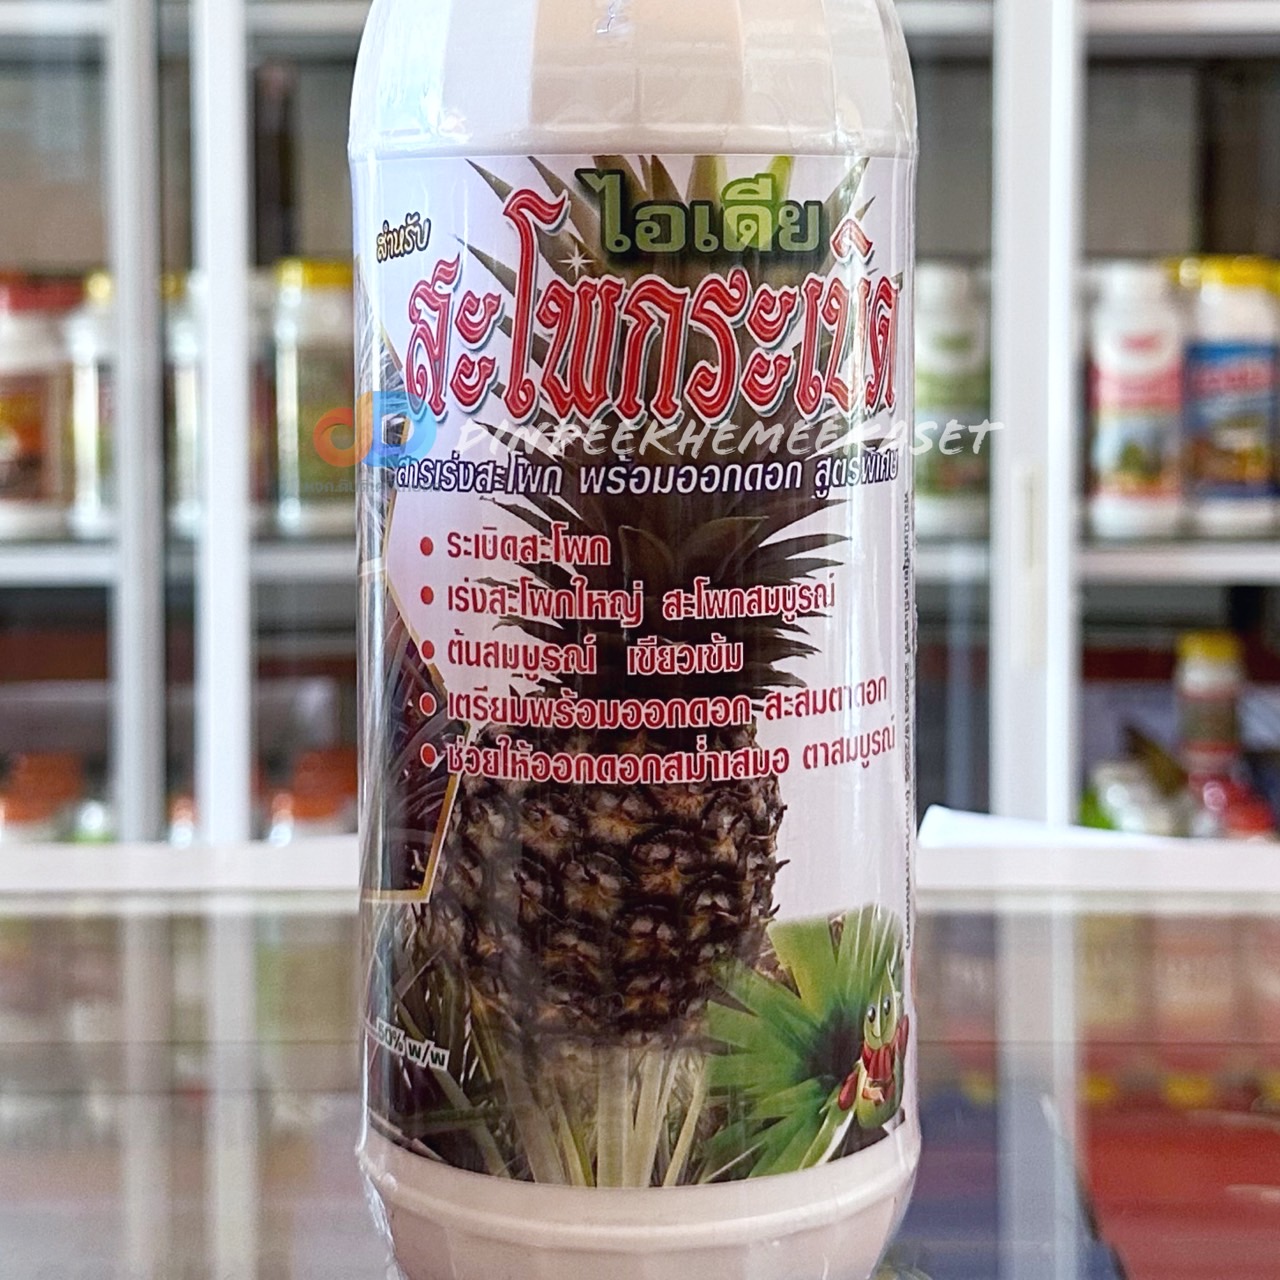 ไอเดีย
สำหรับ
สะโพกระเบิด
DINDEEKHEMEEKASET
สารเร่งสะโพก พร้อมออกดอก สูตรพิเศษ
• ระเบิดสะโพก
• เร่งสะโพกใหญ่ สะโพกสมบูรณ์
• ต้นสมบูรณ์ เขียวเข้ม
• เตรียมพร้อมออกดอก สะสมตาดอก
• ช่วยให้ออกดอกสม่ำเสมอ ตาสมบูรณ์
50% w/w